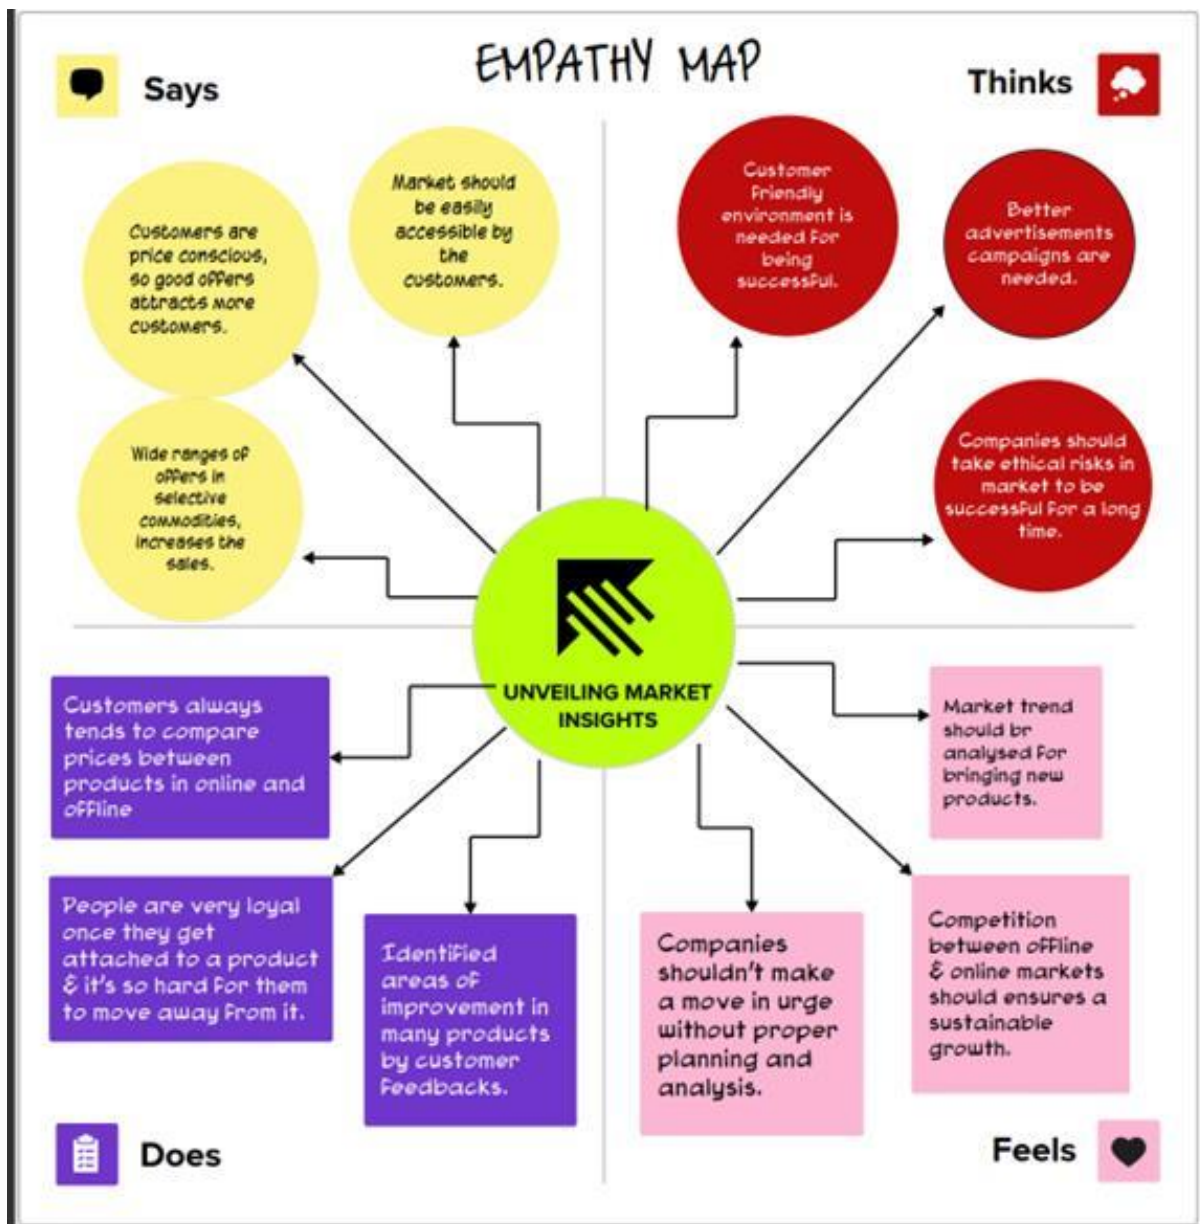 EMPATHY MAP
Says
Customers are
price conscious,
so good offers
attracts more
customers.
Market should
be easily
accessible by
the
customers.
Wide ranges of
offers in
selective
commodities,
increases the
sales.
Thinks
Customer
friendly
environment is
needed for
being
successful.
Better
advertisements
campaigns are
needed.
Companies should
take ethical risks in
market to be
successful for a long
time.
UNVEILING MARKET
INSIGHTS
Customers always
tends to compare
prices between
products in online and
offline
People are very loyal
once they get
attached to a product
& it's so hard for them
to move away from it.
Identified
areas of
improvement in
many products
by customer
feedbacks.
Does
Market trend
should br
analysed for
bringing new
products.
Competition
between offline
& online markets
should ensures a
sustainable
growth.
Companies
shouldn't make
a move in urge
without proper
planning and
analysis.
Feels